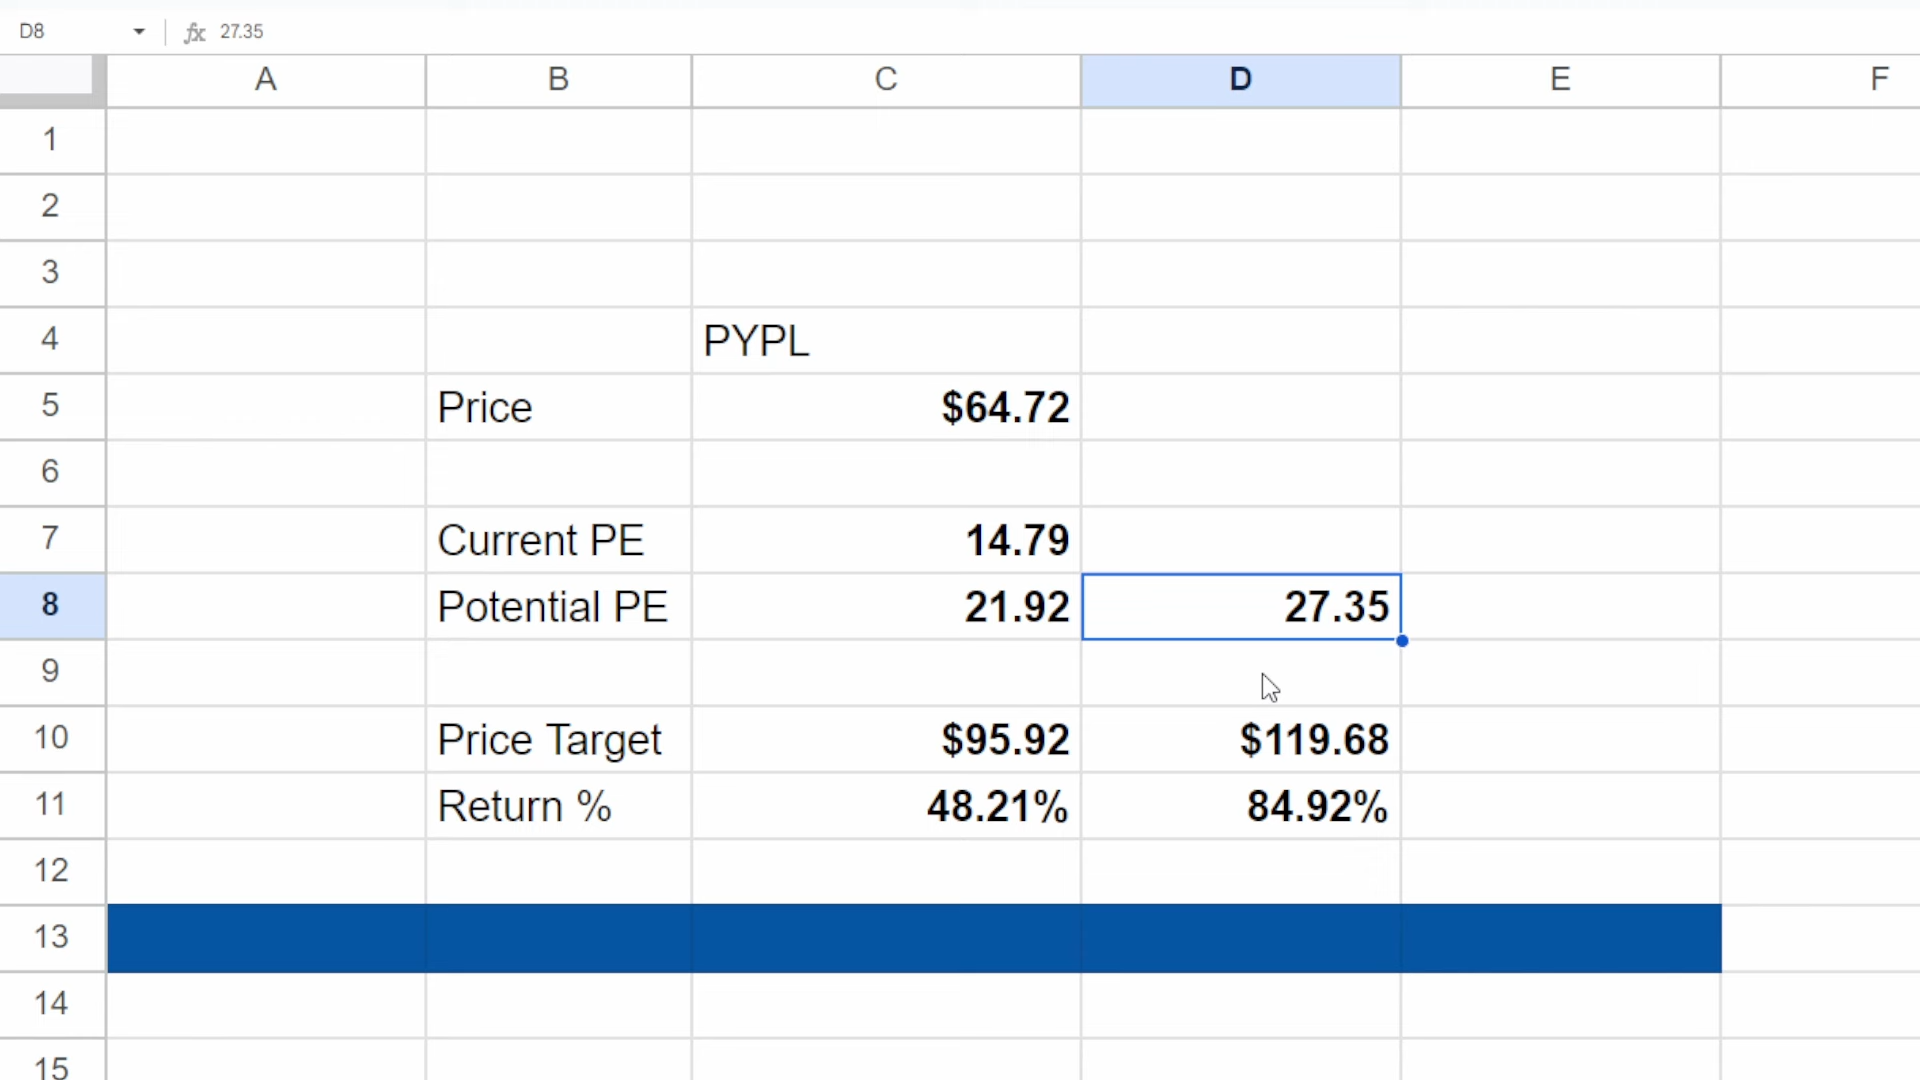 D8 fx 27.35
A B C D E F
1
2
3
4 PYPL
5 Price $64.72
6
7 Current PE 14.79
8 Potential PE 21.92 27.35
9
10 Price Target $95.92 $119.68
11 Return % 48.21% 84.92%
12
13
14
15